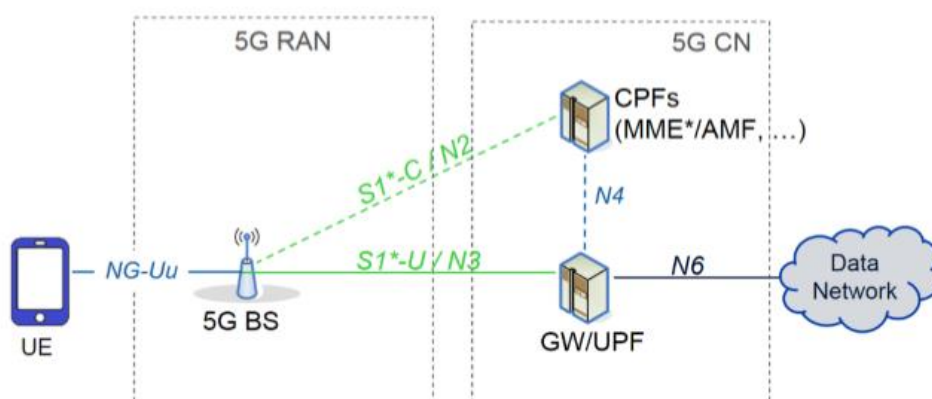 5G RAN
5G CN
CPFs
(MME*/AMF, ...)
S1*-C / N2
N4
NG-Uu
S1*-U / N3
N6
Data
Network
5G BS
GW/UPF
UE